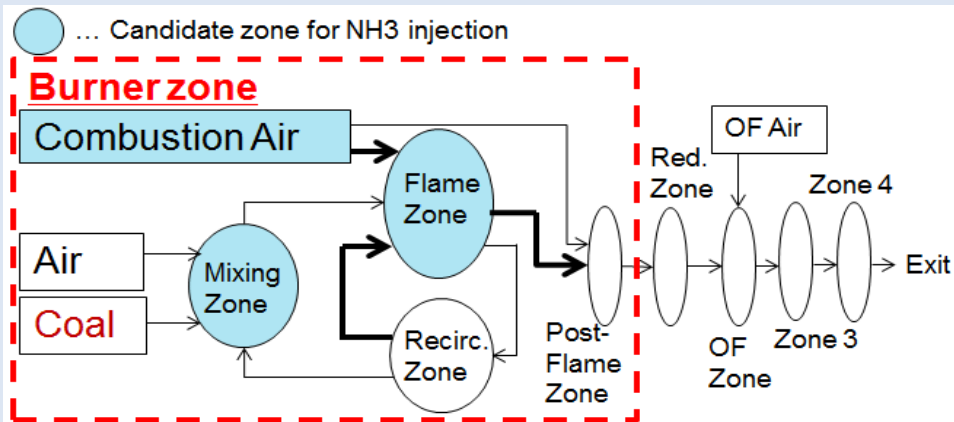 ... Candidate zone for NH3 injection
Burner zone
Combustion Air
Air
Coal
Mixing
Zone
Flame
Zone
Recirc.
Zone
Post-
Flame
Zone
Red.
Zone
OF Air
OF
Zone
Zone 3
Zone 4
Exit